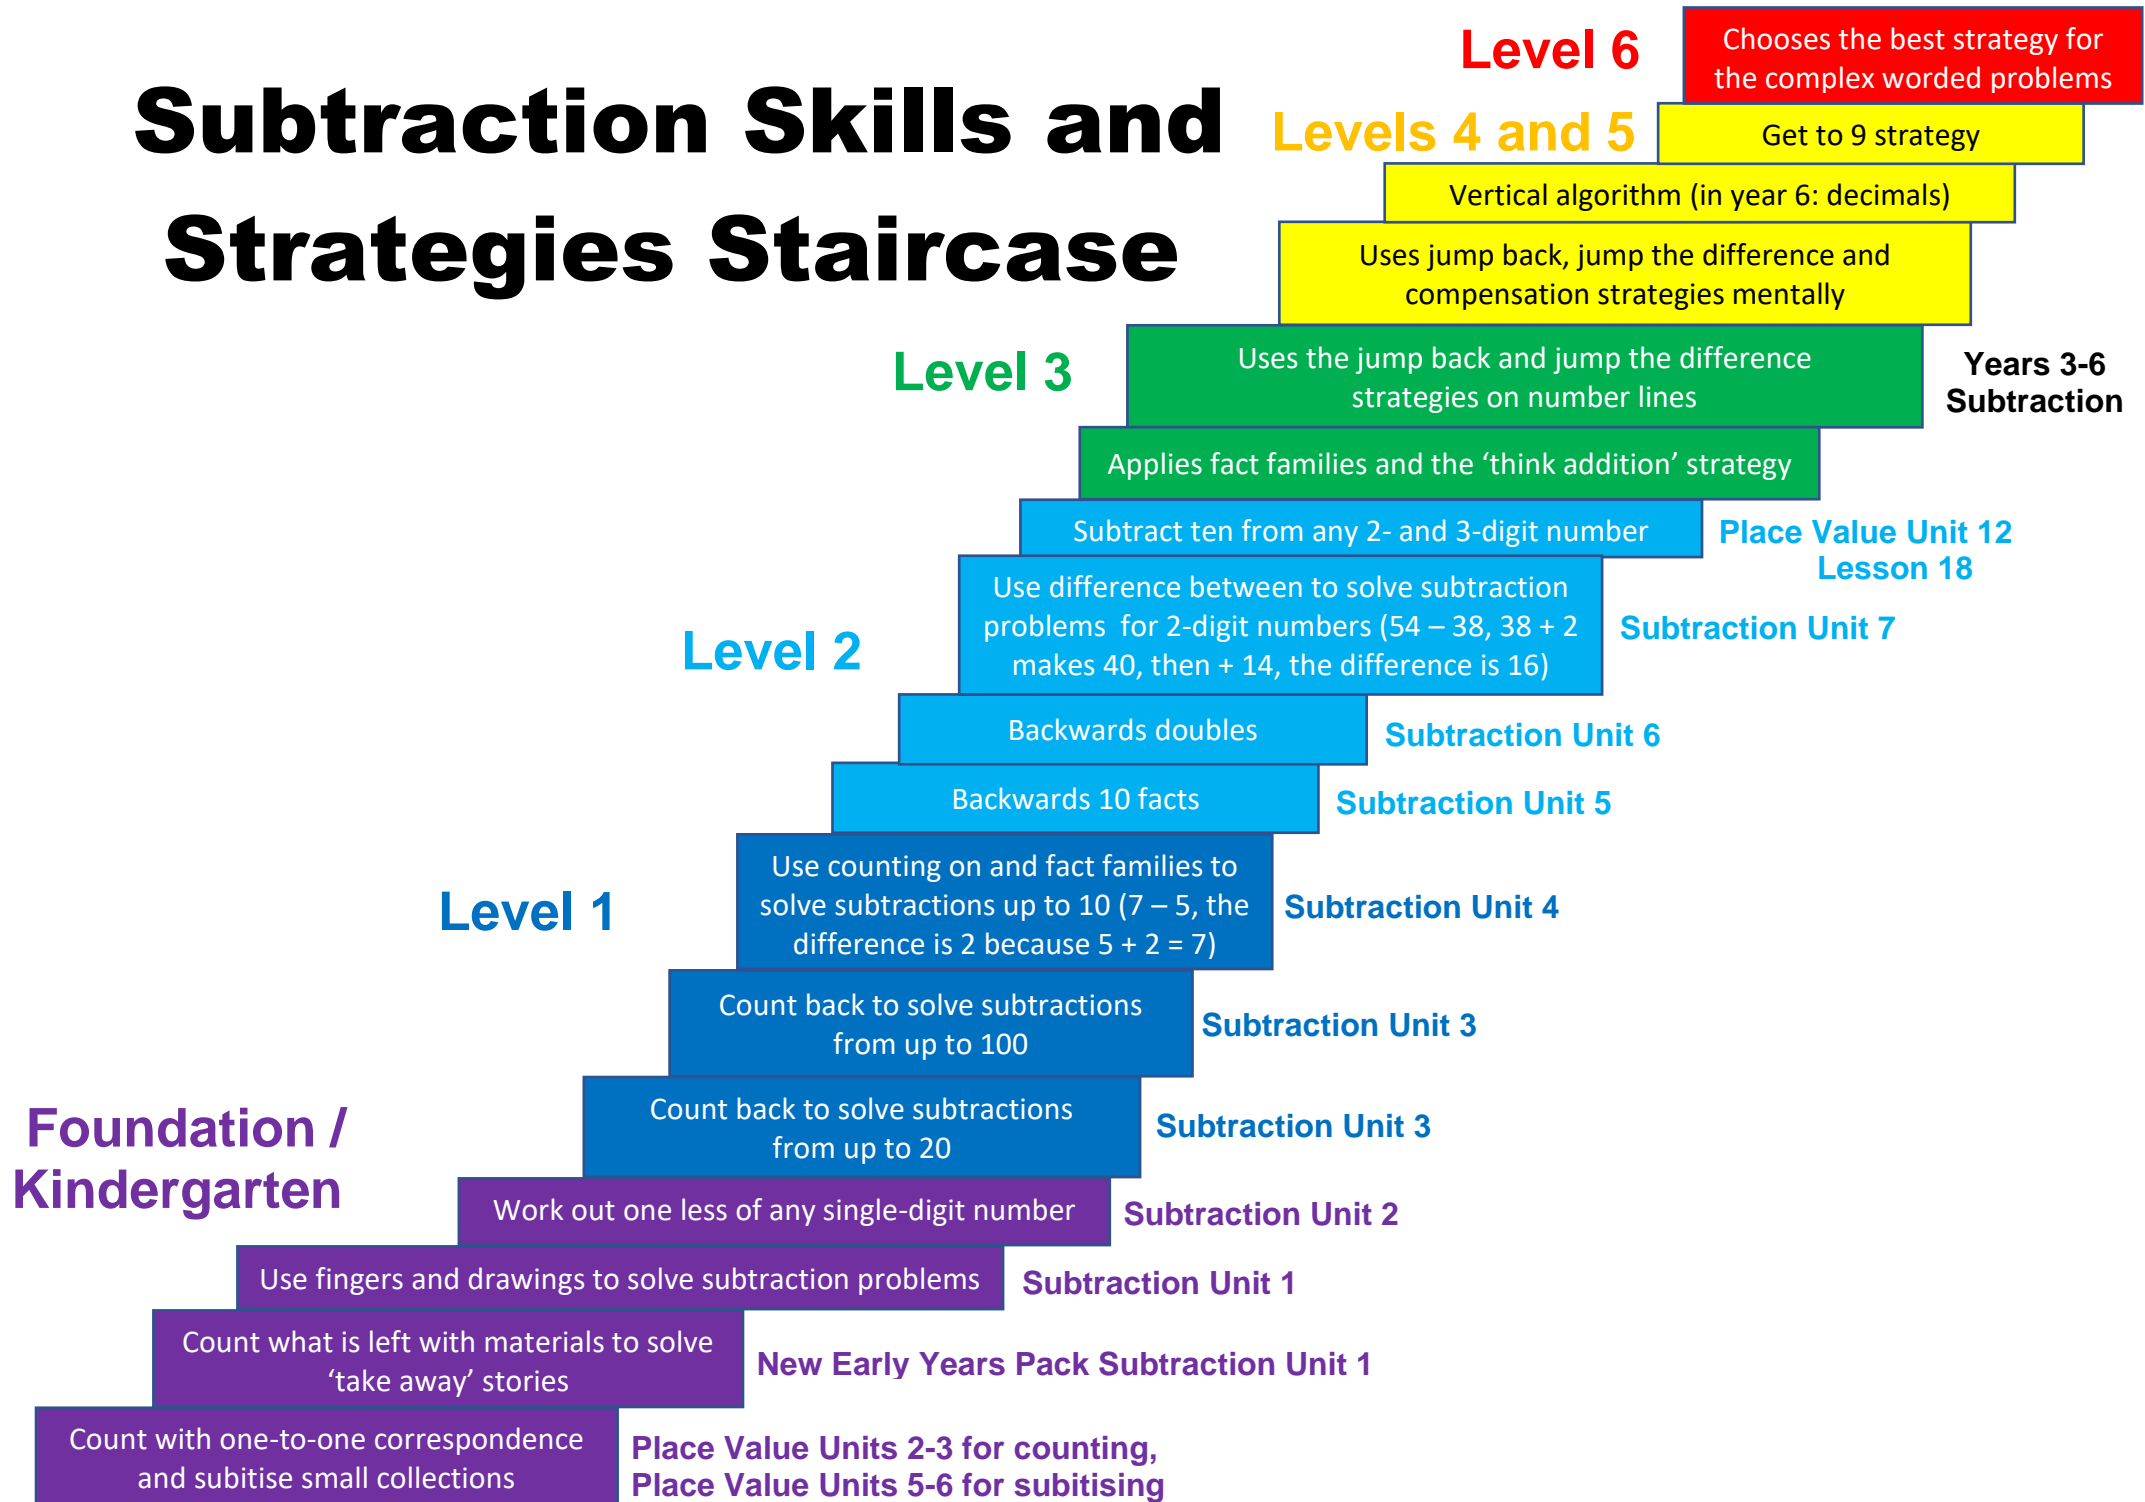 Subtraction Skills and
Strategies Staircase
Level 6
Chooses the best strategy for
the complex worded problems
Levels 4 and 5
Get to 9 strategy
Vertical algorithm (in year 6: decimals)
Uses jump back, jump the difference and
compensation strategies mentally
Level 3
Uses the jump back and jump the difference
strategies on number lines
Years 3-6
Subtraction
Applies fact families and the ‘think addition’ strategy
Subtract ten from any 2- and 3-digit number
Place Value Unit 12
Lesson 18
Level 2
Use difference between to solve subtraction
problems  for 2-digit numbers (54 – 38, 38 + 2
makes 40, then + 14, the difference is 16)
Subtraction Unit 7
Backwards doubles
Subtraction Unit 6
Backwards 10 facts
Subtraction Unit 5
Level 1
Use counting on and fact families to
solve subtractions up to 10 (7 – 5, the
difference is 2 because 5 + 2 = 7)
Subtraction Unit 4
Count back to solve subtractions
from up to 100
Subtraction Unit 3
Count back to solve subtractions
from up to 20
Subtraction Unit 3
Foundation /
Kindergarten
Work out one less of any single-digit number
Subtraction Unit 2
Use fingers and drawings to solve subtraction problems
Subtraction Unit 1
Count what is left with materials to solve
‘take away’ stories
New Early Years Pack Subtraction Unit 1
Count with one-to-one correspondence
and subitise small collections
Place Value Units 2-3 for counting,
Place Value Units 5-6 for subitising